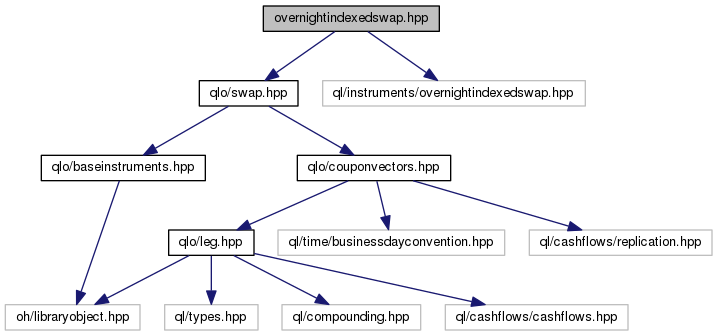 overnightindexedswap.hpp
qlo/swap.hpp
ql/instruments/overnightindexedswap.hpp
qlo/baseinstruments.hpp
qlo/couponvectors.hpp
qlo/leg.hpp
ql/time/businessdayconvention.hpp
ql/cashflows/replication.hpp
oh/libraryobject.hpp
ql/types.hpp
ql/compounding.hpp
ql/cashflows/cashflows.hpp